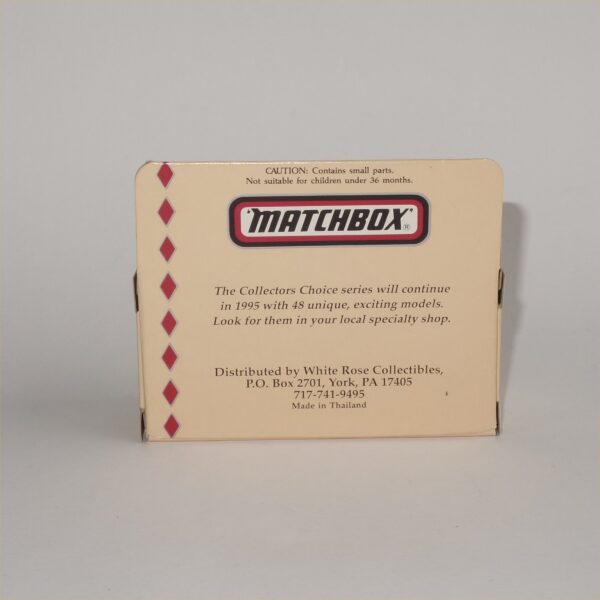 CAUTION: Contains small parts.
Not suitable for children under 36 months.
'MATCHBOX'®
The Collectors Choice series will continue
in 1995 with 48 unique, exciting models.
Look for them in your local specialty shop.
Distributed by White Rose Collectibles,
P.O. Box 2701, York, PA 17405
717-741-9495
Made in Thailand